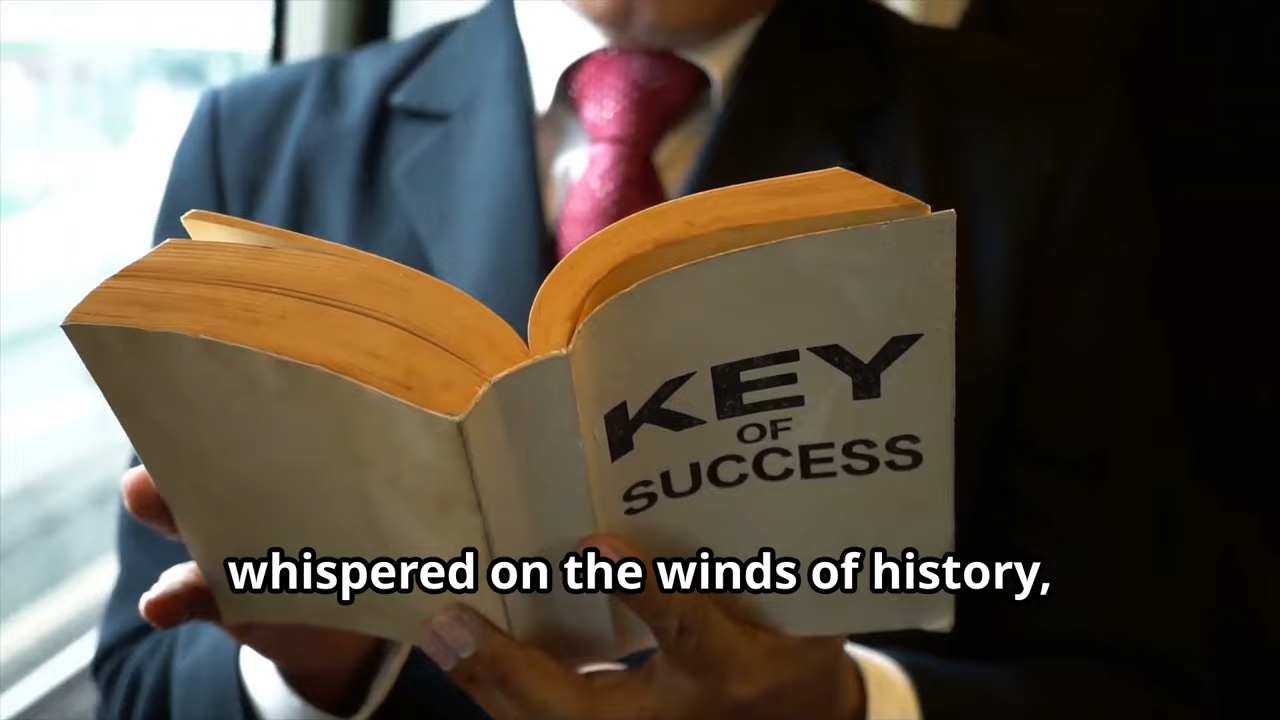 KEY
OF
SUCCESS
whispered on the winds of history,